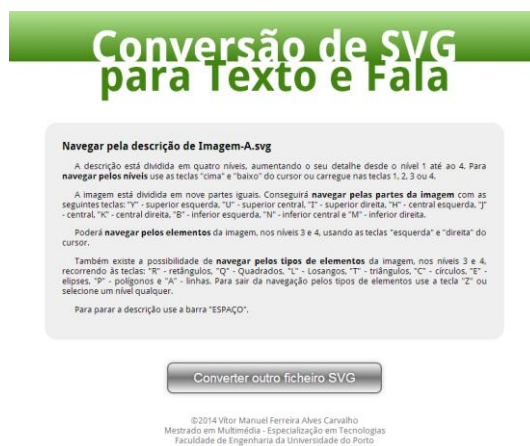 Conversão de SVG
para Texto e Fala
Navegar pela descrição de Imagem-A.svg
A descrição está dividida em quatro níveis, aumentando o seu detalhe desde o nível 1 até ao 4. Para
navegar pelos níveis use as teclas "cima" e "baixo" do cursor ou carregue nas teclas 1, 2, 3 ou 4.
A imagem está dividida em nove partes iguais. Conseguirá navegar pelas partes da imagem com as
seguintes teclas: "Y" - superior esquerda, "U" - superior central, "I" - superior direita, "H" - central esquerda, "J"
- central, "K" - central direita, "B" - inferior esquerda, "N" - inferior central e "M" - inferior direita.
Poderá navegar pelos elementos da imagem, nos níveis 3 e 4, usando as teclas "esquerda" e "direita" do
cursor.
Também existe a possibilidade de navegar pelos tipos de elementos da imagem, nos níveis 3 e 4,
recorrendo às teclas: "R" - retângulos, "Q" - Quadrados, "L" - Losangos, "T" - triângulos, "C" - círculos, "E" -
elipses, "P" - polígonos e "A" - linhas. Para sair da navegação pelos tipos de elementos use a tecla "Z" ou
selecione um nível qualquer.
Para parar a descrição use a barra "ESPAÇO".
Converter outro ficheiro SVG
©2014 Vítor Manuel Ferreira Alves Carvalho
Mestrado em Multimédia - Especialização em Tecnologias
Faculdade de Engenharia da Universidade do Porto